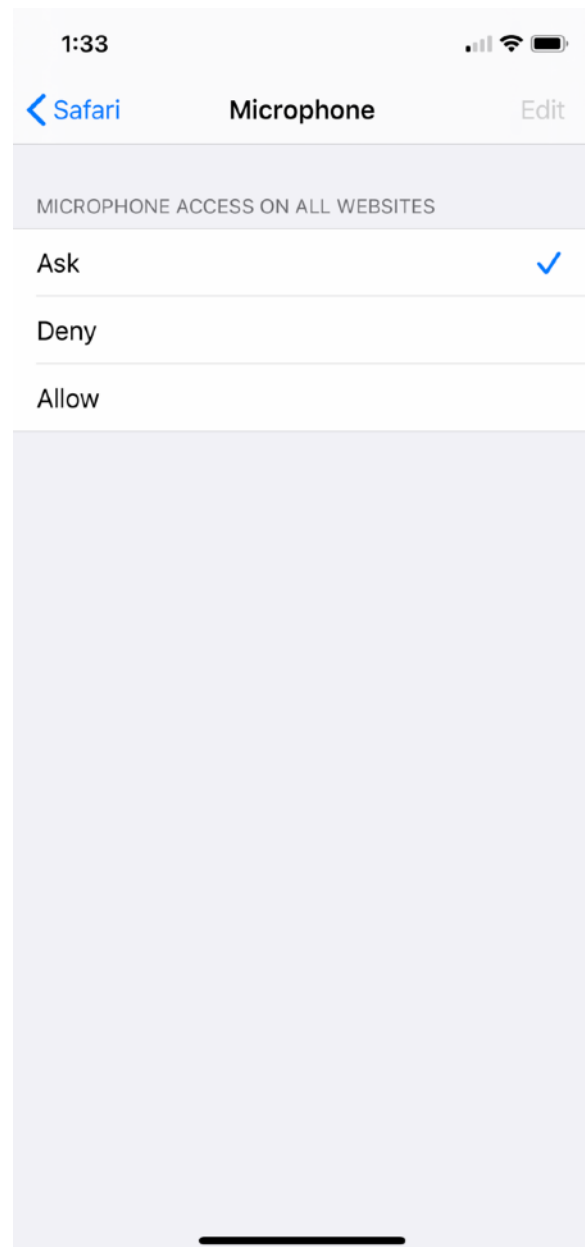 1:33
Safari Microphone Edit
MICROPHONE ACCESS ON ALL WEBSITES
Ask
Deny
Allow